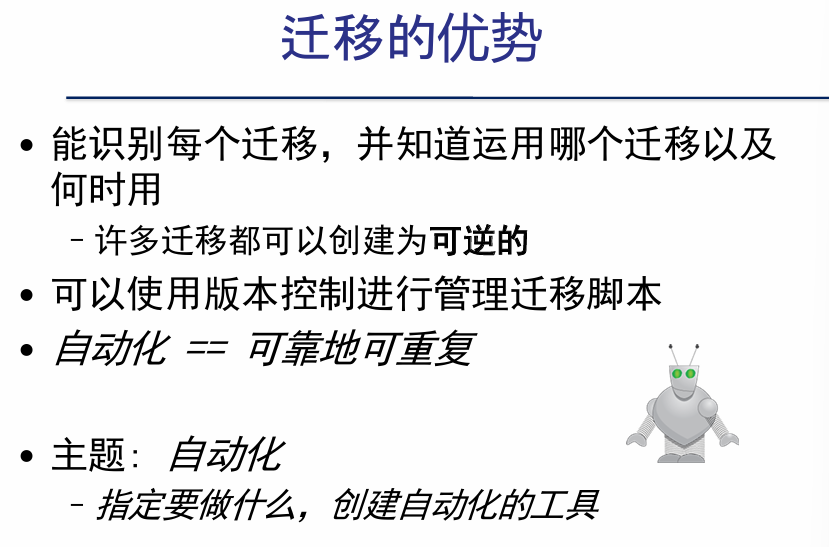 迁移的优势
• 能识别每个迁移，并知道运用哪个迁移以及
何时用
– 许多迁移都可以创建为可逆的
• 可以使用版本控制进行管理迁移脚本
• 自动化 == 可靠地可重复
• 主题: 自动化
– 指定要做什么，创建自动化的工具